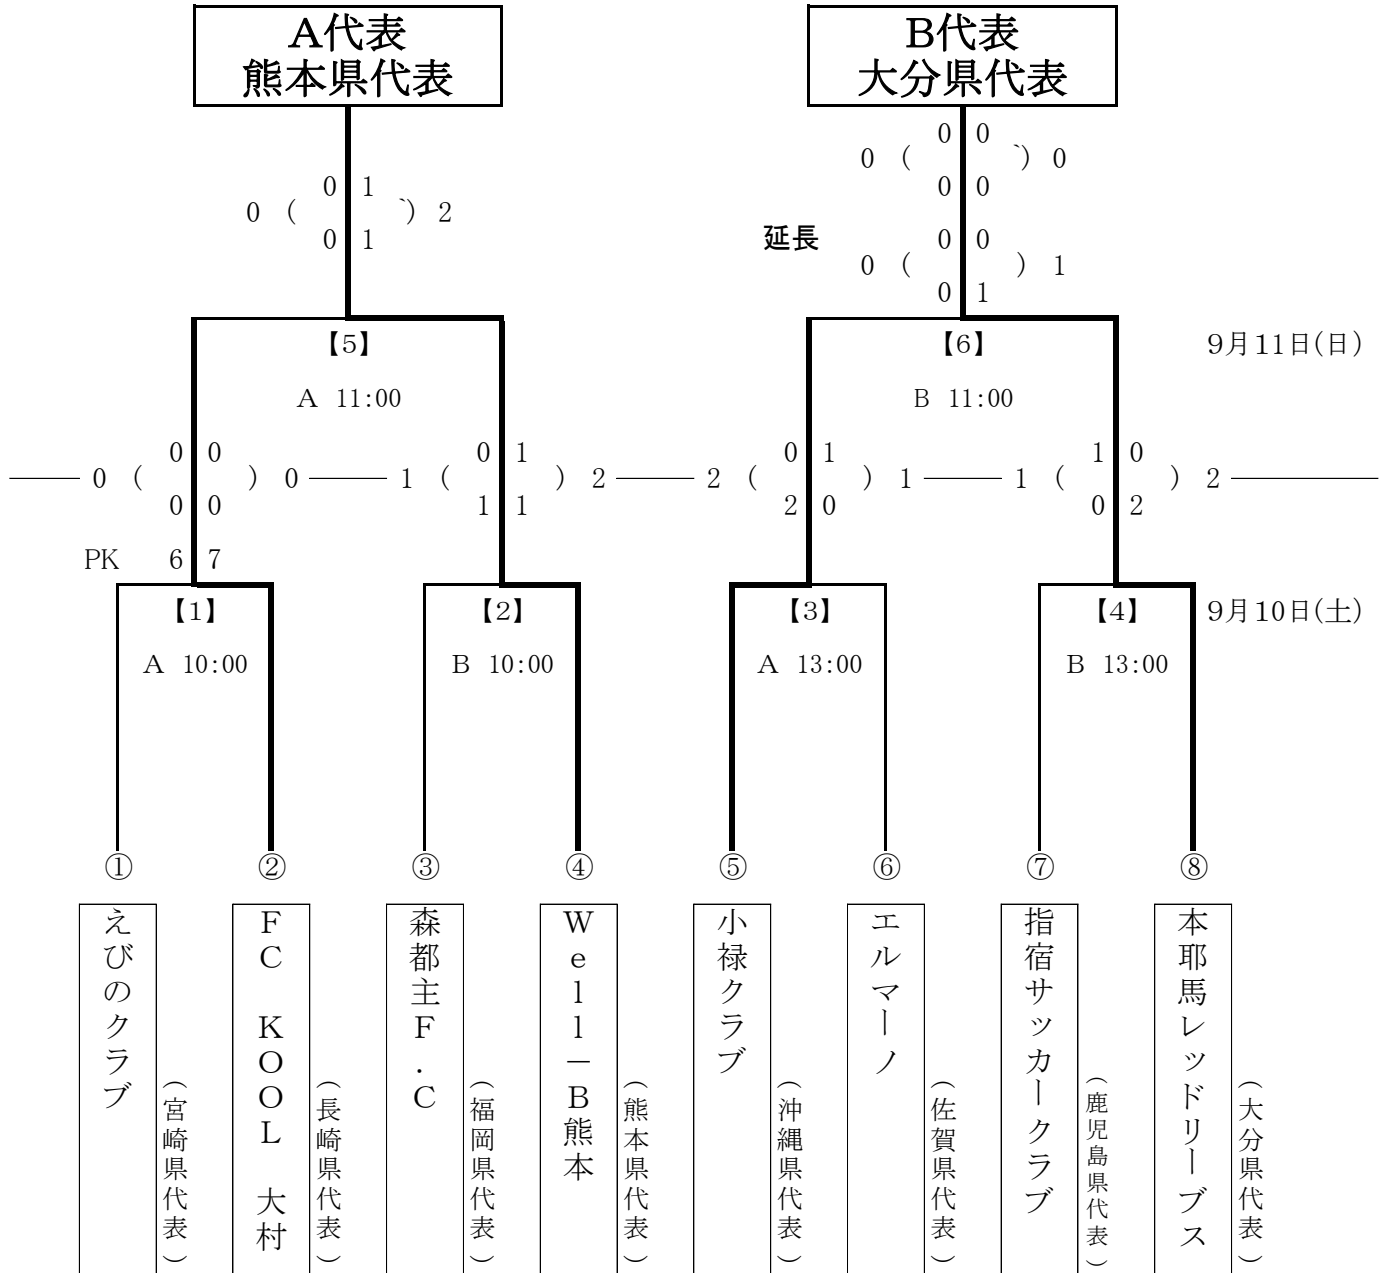 A代表
熊本県代表
B代表
大分県代表
0 0
0 ( `) 0
0 0
0 1
0 ( `) 2
0 1
延長
0 0
0 ( ) 1
0 1
【5】
【6】
9月11日(日)
A 11:00
B 11:00
0 0
0 ( ) 0
0 0
PK 6 7
0 1
1 ( ) 2
1 1
0 1
2 ( ) 1
2 0
1 0
1 ( ) 2
0 2
【1】
【2】
【3】
【4】
9月10日(土)
A 10:00
B 10:00
A 13:00
B 13:00
①
②
③
④
⑤
⑥
⑦
⑧
えびのクラブ
(宮崎県代表)
FC KOOL 大村
(長崎県代表)
森都主F.C
(福岡県代表)
Well－B熊本
(熊本県代表)
小禄クラブ
(沖縄県代表)
エルマーノ
(佐賀県代表)
指宿サッカークラブ
(鹿児島県代表)
本耶馬レッドリーブス
(大分県代表)